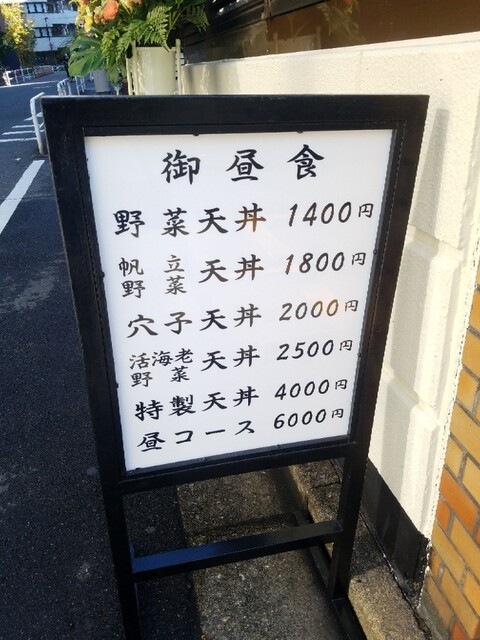 御昼食
野菜天丼 1400円
帆立野菜天丼 1800円
穴子天丼 2000円
活海老野菜天丼 2500円
特製天丼 4000円
昼コース 6000円